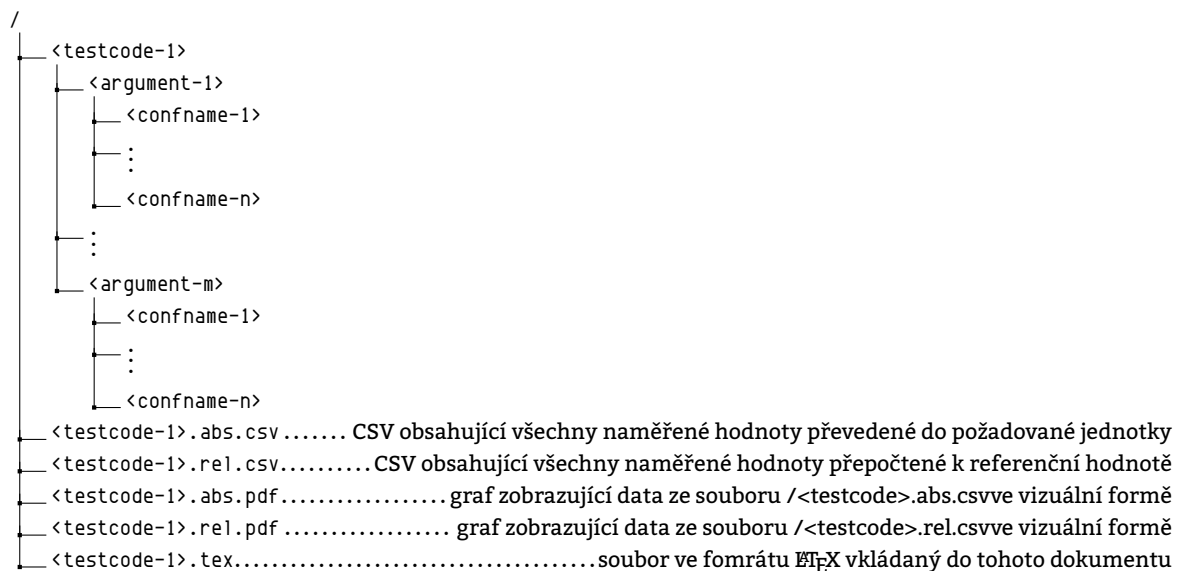 /
<testcode-1>
<argument-1>
<confname-1>
⋮
<confname-n>
⋮
<argument-m>
<confname-1>
⋮
<confname-n>
<testcode-1>.abs.csv ....... CSV obsahující všechny naměřené hodnoty převedené do požadované jednotky
<testcode-1>.rel.csv.......... CSV obsahující všechny naměřené hodnoty přepočtené k referenční hodnotě
<testcode-1>.abs.pdf.................. graf zobrazující data ze souboru /<testcode>.abs.csvve vizuální formě
<testcode-1>.rel.pdf .................. graf zobrazující data ze souboru /<testcode>.rel.csvve vizuální formě
<testcode-1>.tex....................................... soubor ve fomrátu LATEX vkládaný do tohoto dokumentu